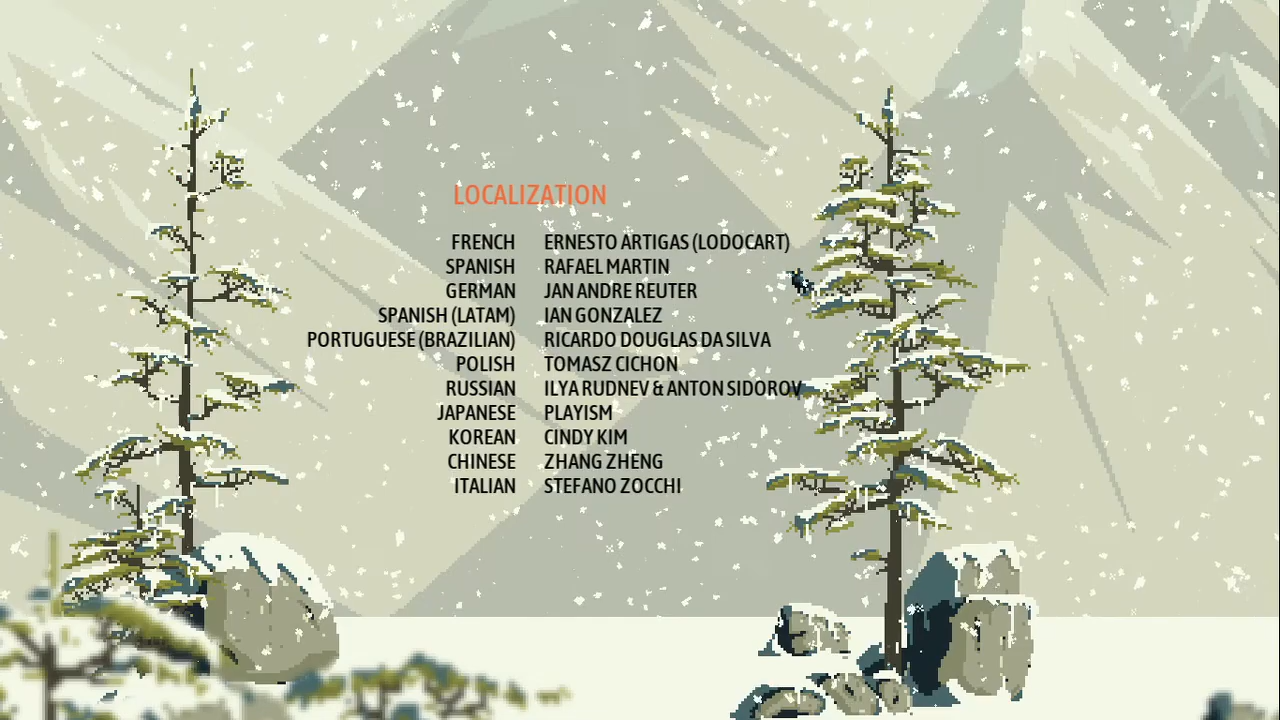 LOCALIZATION
FRENCH ERNESTO ARTIGAS (LODOCART)
SPANISH RAFAEL MARTIN
GERMAN JAN ANDRE REUTER
SPANISH (LATAM) IAN GONZALEZ
PORTUGUESE (BRAZILIAN) RICARDO DOUGLAS DA SILVA
POLISH TOMASZ CICHON
RUSSIAN ILYA RUDNEV & ANTON SIDOROV
JAPANESE PLAYISM
KOREAN CINDY KIM
CHINESE ZHANG ZHENG
ITALIAN STEFANO ZOCCHI